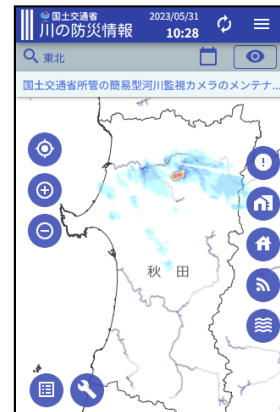 国土交通省
川の防災情報
2023/05/31
10:28
東北
国土交通省所管の簡易型河川監視カメラのメンテナ...
秋田